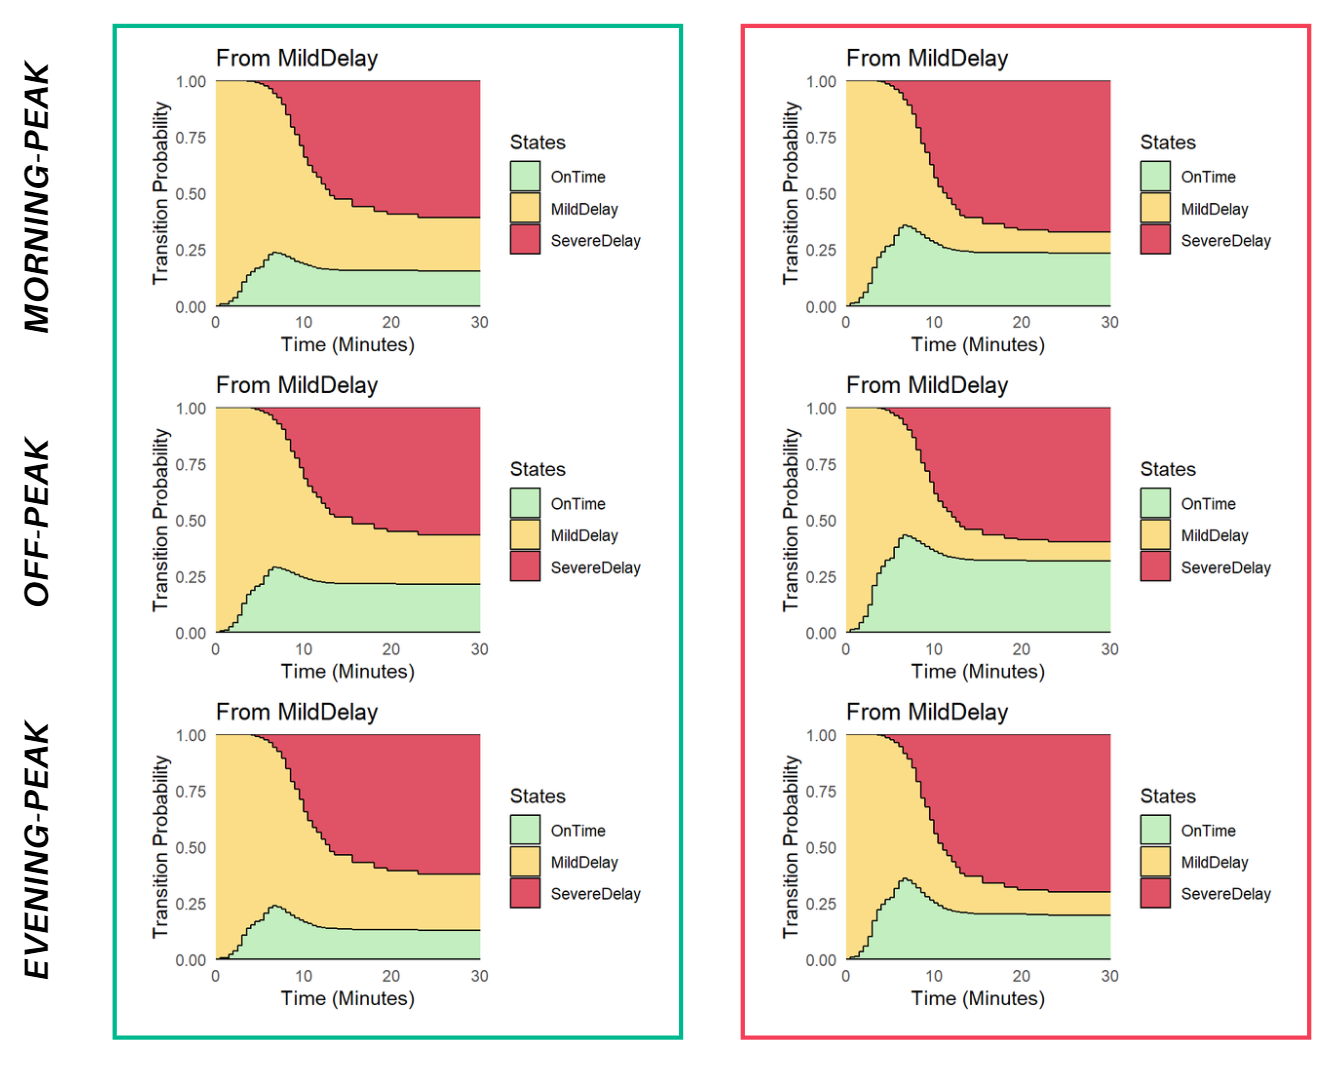 MORNING-PEAK
From MildDelay
Transition Probability
1.00
0.75
0.50
0.25
0.00
0 10 20 30
Time (Minutes)
States
OnTime
MildDelay
SevereDelay
From MildDelay
Transition Probability
1.00
0.75
0.50
0.25
0.00
0 10 20 30
Time (Minutes)
States
OnTime
MildDelay
SevereDelay
OFF-PEAK
From MildDelay
Transition Probability
1.00
0.75
0.50
0.25
0.00
0 10 20 30
Time (Minutes)
States
OnTime
MildDelay
SevereDelay
From MildDelay
Transition Probability
1.00
0.75
0.50
0.25
0.00
0 10 20 30
Time (Minutes)
States
OnTime
MildDelay
SevereDelay
EVENING-PEAK
From MildDelay
Transition Probability
1.00
0.75
0.50
0.25
0.00
0 10 20 30
Time (Minutes)
States
OnTime
MildDelay
SevereDelay
From MildDelay
Transition Probability
1.00
0.75
0.50
0.25
0.00
0 10 20 30
Time (Minutes)
States
OnTime
MildDelay
SevereDelay